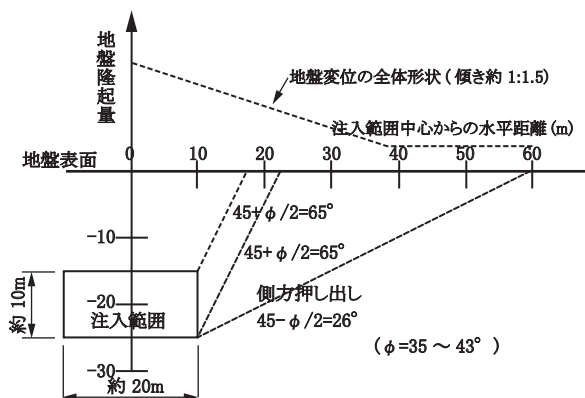 地盤隆起量
地盤変位の全体形状 ( 傾き約 1:1.5)
注入範囲中心からの水平距離 (m)
地盤表面
0 10 20 30 40 50 60
45+φ/2=65°
-10
45+φ/2=65°
約 10m
側力押し出し
-20
注入範囲
45-φ/2=26°
(φ=35 ～ 43° )
-30
約 20m